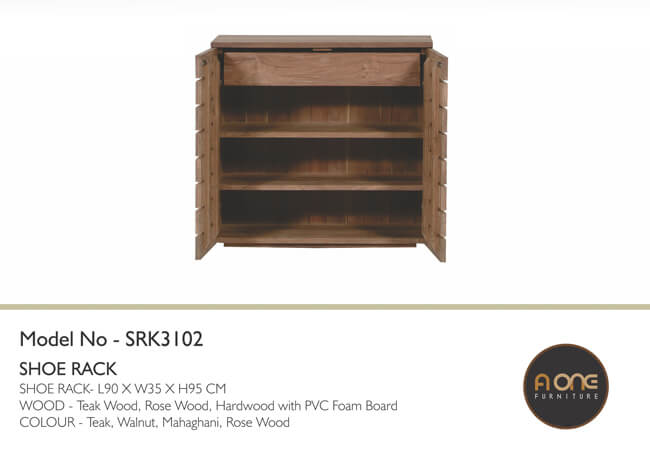 Model No - SRK3102
SHOE RACK
SHOE RACK- L90 X W35 X H95 CM
WOOD - Teak Wood, Rose Wood, Hardwood with PVC Foam Board
COLOUR - Teak, Walnut, Mahaghani, Rose Wood
A ONE
FURNITURE